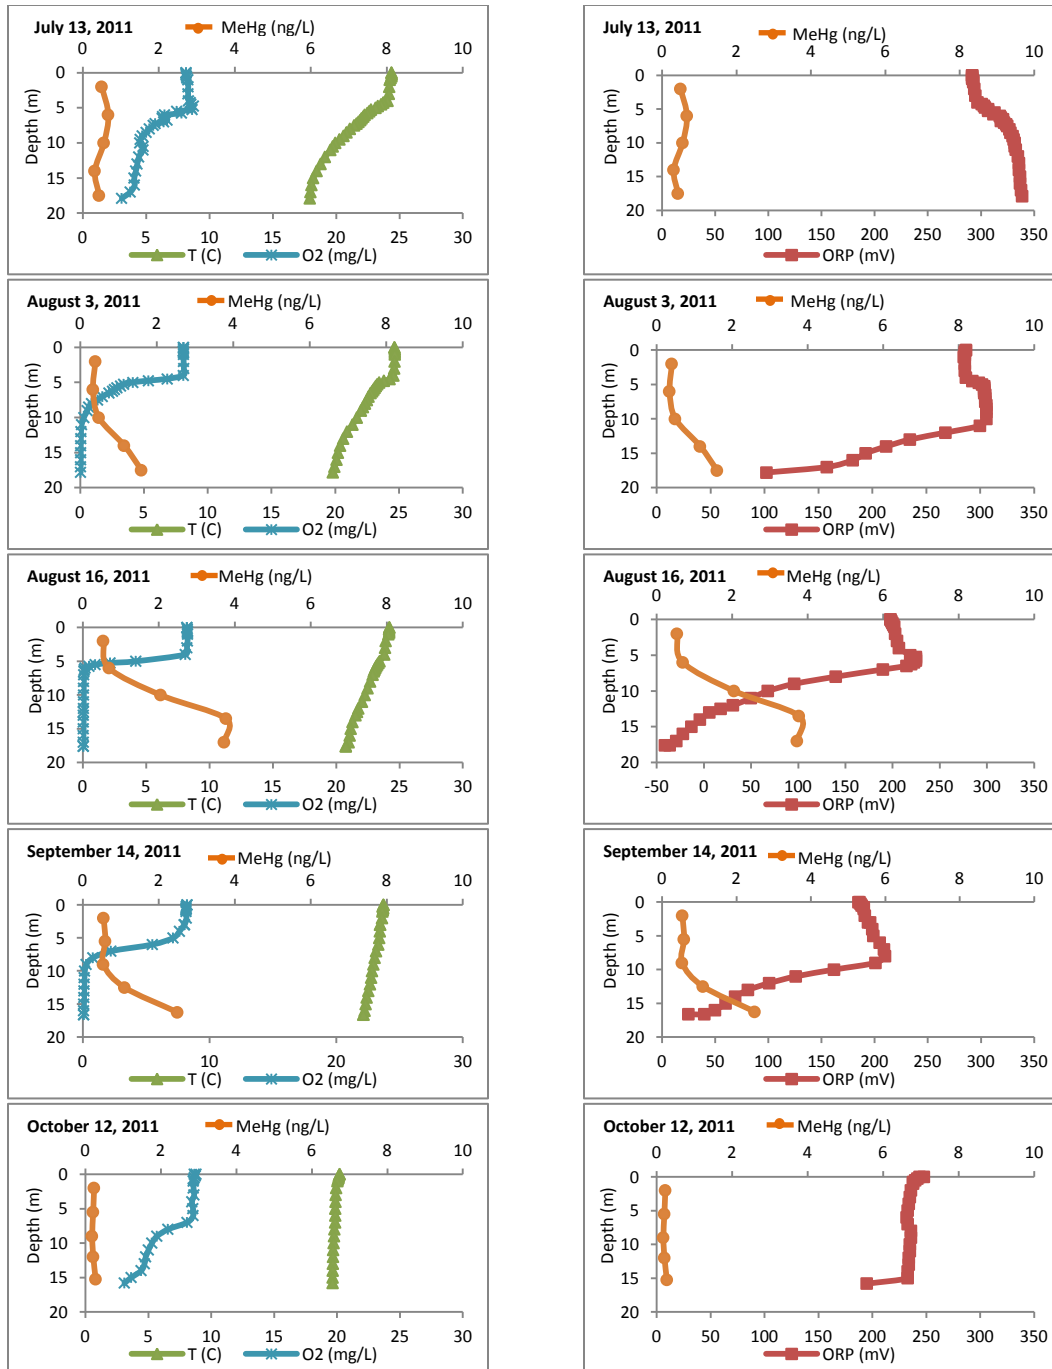 July 13, 2011 MeHg (ng/L)
0 2 4 6 8 10
Depth (m)
0
5
10
15
20
0 5 10 15 20 25 30
T (C) O2 (mg/L)
July 13, 2011 MeHg (ng/L)
0 2 4 6 8 10
Depth (m)
0
5
10
15
20
0 50 100 150 200 250 300 350
ORP (mV)
August 3, 2011 MeHg (ng/L)
0 2 4 6 8 10
Depth (m)
0
5
10
15
20
0 5 10 15 20 25 30
T (C) O2 (mg/L)
August 3, 2011 MeHg (ng/L)
0 2 4 6 8 10
Depth (m)
0
5
10
15
20
0 50 100 150 200 250 300 350
ORP (mV)
August 16, 2011 MeHg (ng/L)
0 2 4 6 8 10
Depth (m)
0
5
10
15
20
0 5 10 15 20 25 30
T (C) O2 (mg/L)
August 16, 2011 MeHg (ng/L)
0 2 4 6 8 10
Depth (m)
0
5
10
15
20
-50 0 50 100 150 200 250 300 350
ORP (mV)
September 14, 2011 MeHg (ng/L)
0 2 4 6 8 10
Depth (m)
0
5
10
15
20
0 5 10 15 20 25 30
T (C) O2 (mg/L)
September 14, 2011 MeHg (ng/L)
0 2 4 6 8 10
Depth (m)
0
5
10
15
20
0 50 100 150 200 250 300 350
ORP (mV)
October 12, 2011 MeHg (ng/L)
0 2 4 6 8 10
Depth (m)
0
5
10
15
20
0 5 10 15 20 25 30
T (C) O2 (mg/L)
October 12, 2011 MeHg (ng/L)
0 2 4 6 8 10
Depth (m)
0
5
10
15
20
0 50 100 150 200 250 300 350
ORP (mV)